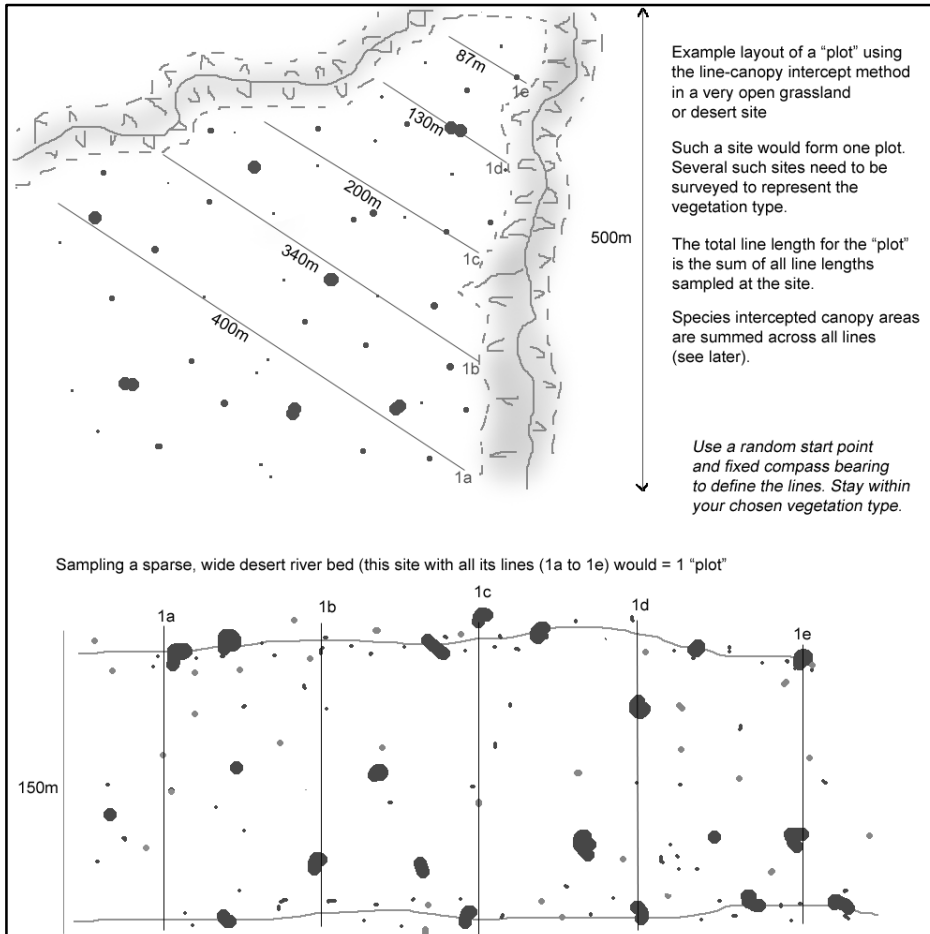 87m
1e
130m
1d
200m
1c
340m
1b
400m
1a
500m
Example layout of a “plot” using
the line-canopy intercept method
in a very open grassland
or desert site
Such a site would form one plot.
Several such sites need to be
surveyed to represent the
vegetation type.
The total line length for the “plot”
is the sum of all line lengths
sampled at the site.
Species intercepted canopy areas
are summed across all lines
(see later).
Use a random start point
and fixed compass bearing
to define the lines. Stay within
your chosen vegetation type.
Sampling a sparse, wide desert river bed (this site with all its lines (1a to 1e) would = 1 “plot”
1a
1b
1c
1d
1e
150m